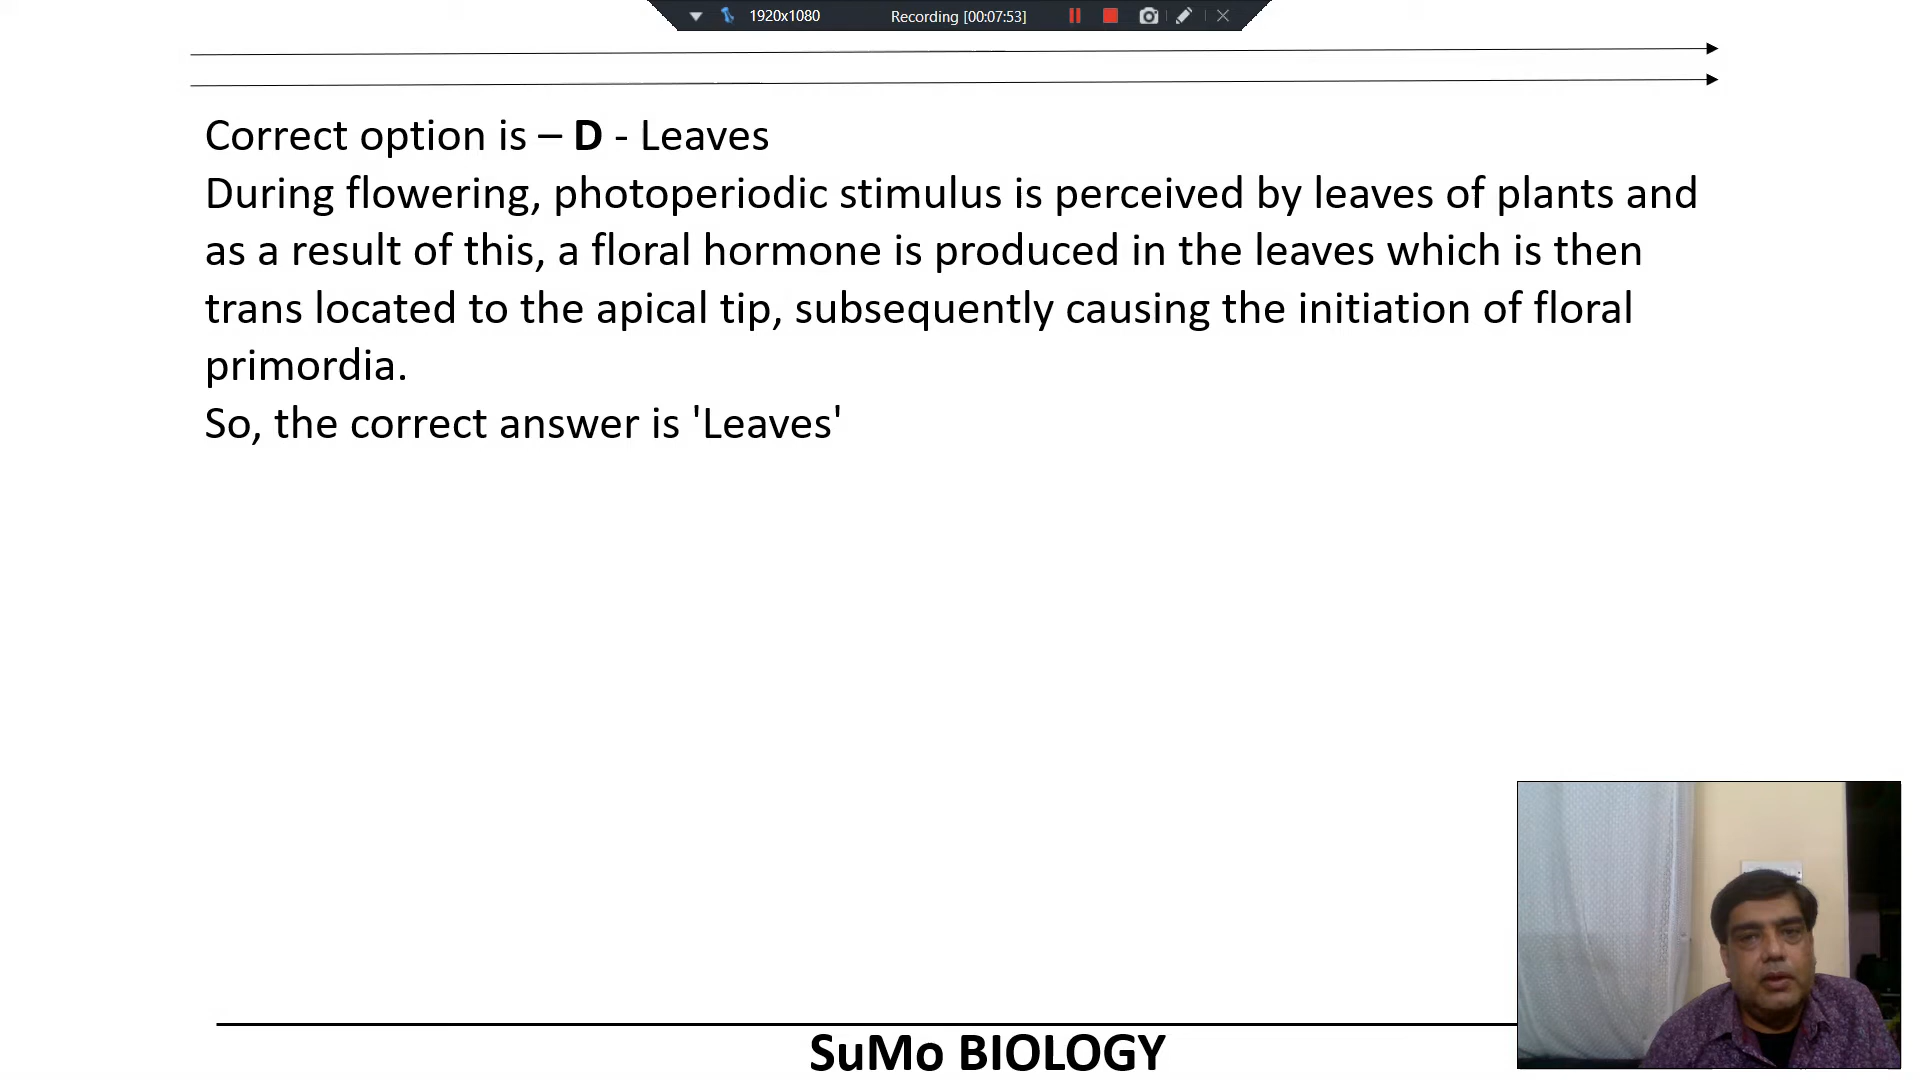 1920x1080 Recording [00:07:53]
Correct option is – D - Leaves
During flowering, photoperiodic stimulus is perceived by leaves of plants and
as a result of this, a floral hormone is produced in the leaves which is then
trans located to the apical tip, subsequently causing the initiation of floral
primordia.
So, the correct answer is 'Leaves'
SuMo BIOLOGY